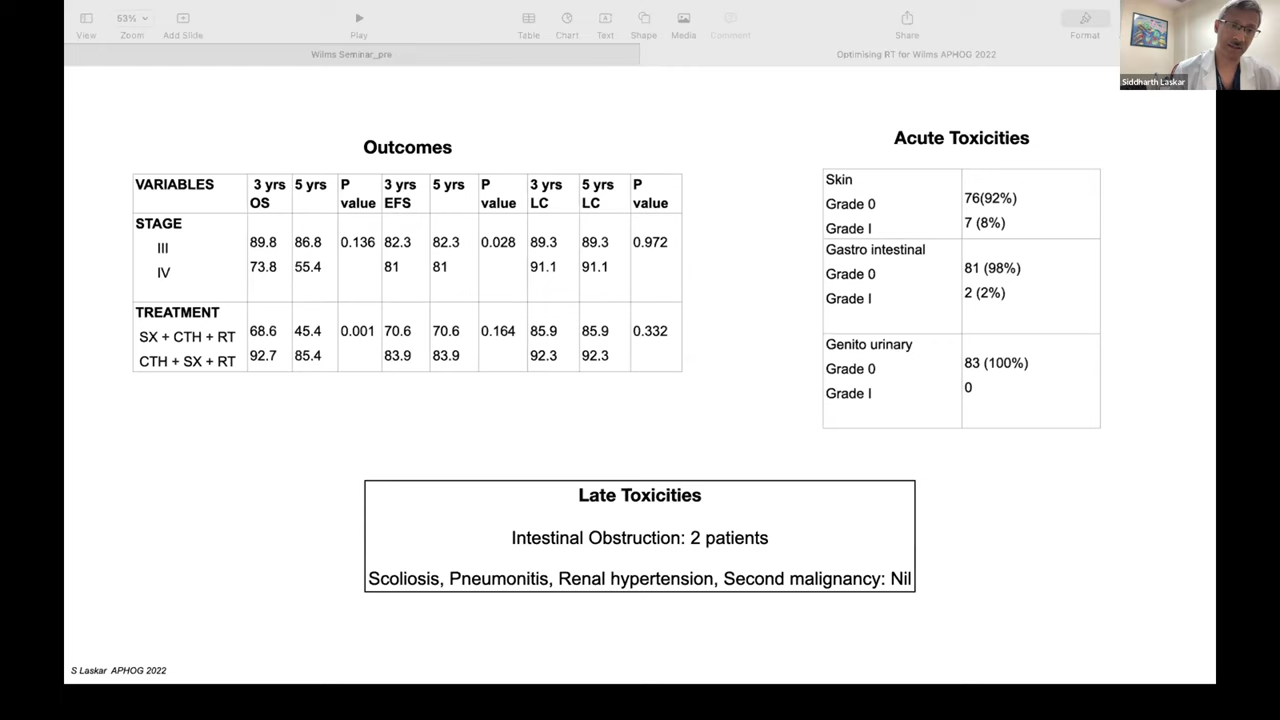 53%
View
Zoom
Add Slide
Play
Table
Chart
Text
Shape
Media
Comment
Share
Format
Wilms Seminar_pre
Optimising RT for Wilms APHOG 2022
Siddharth Laskar
Outcomes
VARIABLES 3 yrs OS 5 yrs P value 3 yrs EFS 5 yrs P value 3 yrs LC 5 yrs LC P value
STAGE
III 89.8 86.8 0.136 82.3 82.3 0.028 89.3 89.3 0.972
IV 73.8 55.4 81 81 91.1 91.1
TREATMENT
SX + CTH + RT 68.6 45.4 0.001 70.6 70.6 0.164 85.9 85.9 0.332
CTH + SX + RT 92.7 85.4 83.9 83.9 92.3 92.3
Acute Toxicities
Skin
Grade 0 76(92%)
Grade I 7 (8%)
Gastro intestinal
Grade 0 81 (98%)
Grade I 2 (2%)
Genito urinary
Grade 0 83 (100%)
Grade I 0
Late Toxicities
Intestinal Obstruction: 2 patients
Scoliosis, Pneumonitis, Renal hypertension, Second malignancy: Nil
S Laskar APHOG 2022